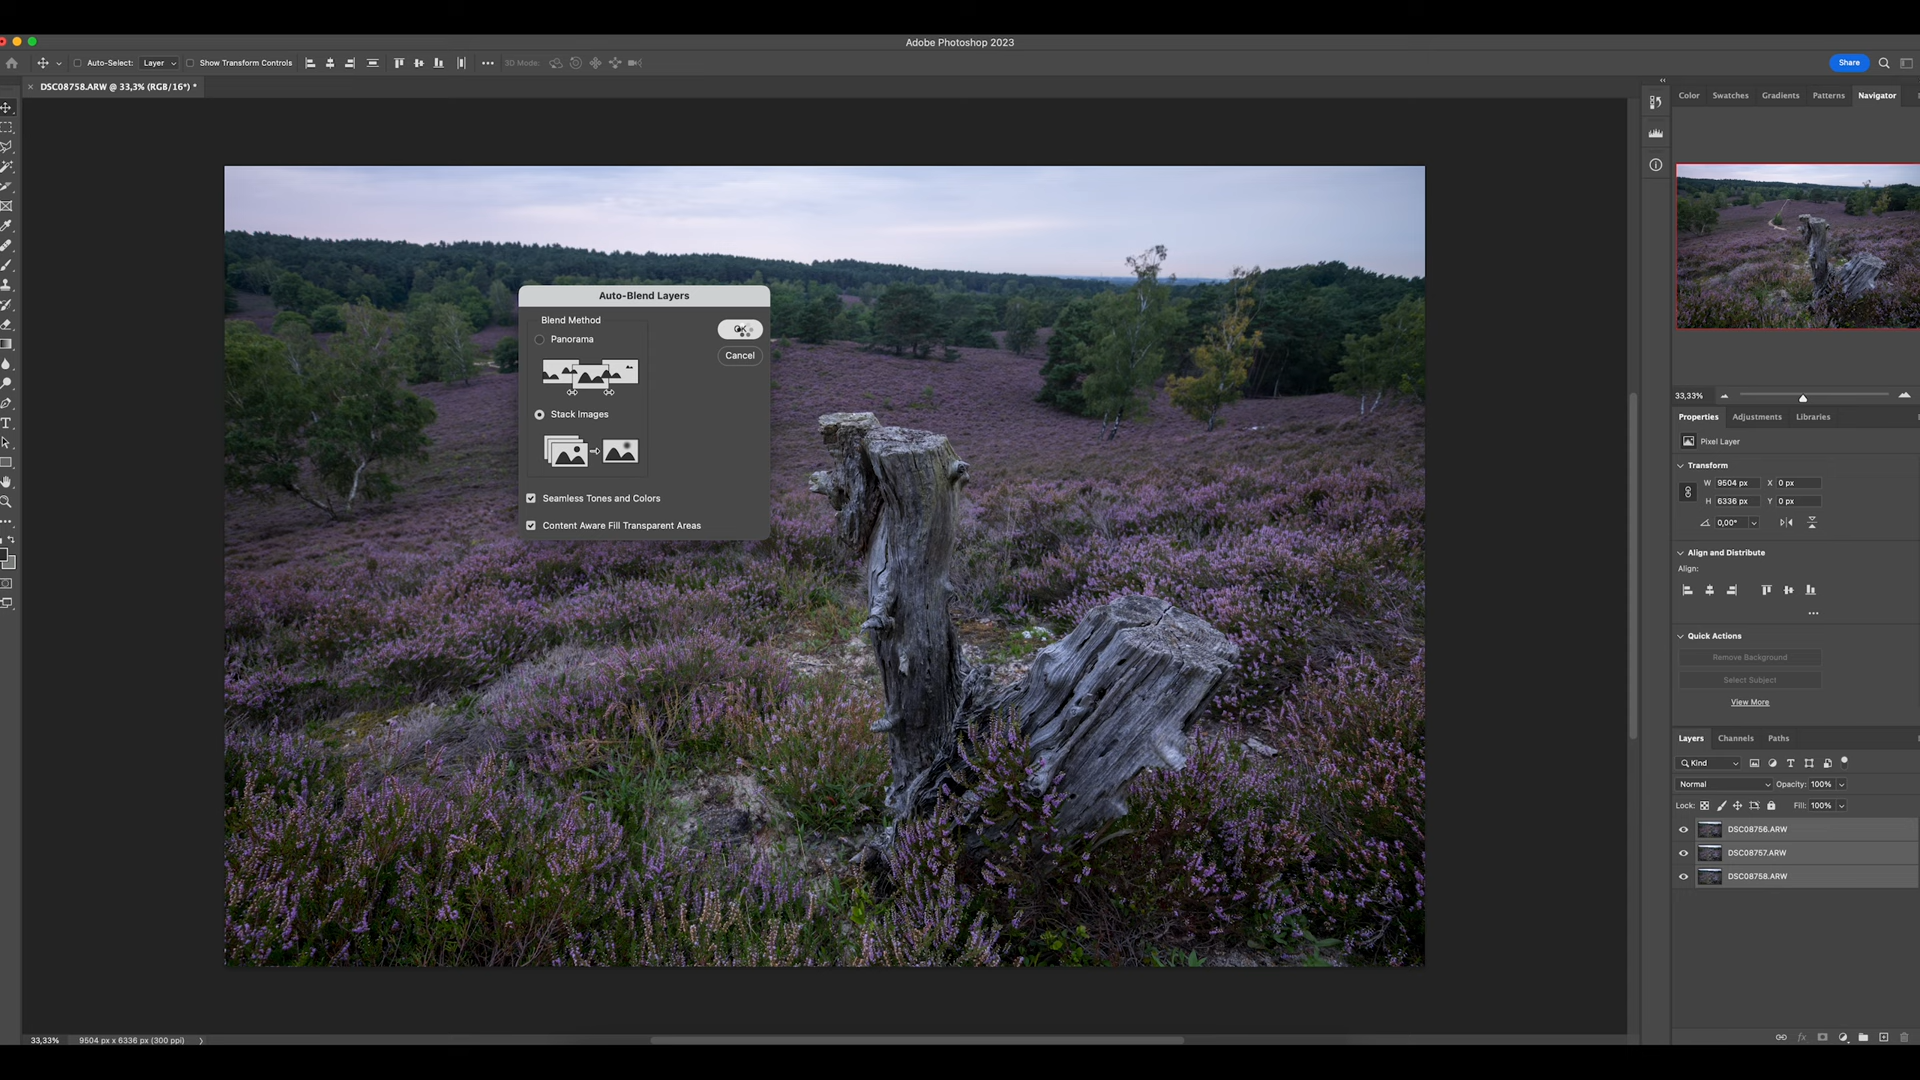 Adobe Photoshop 2023
Auto-Select: Layer Show Transform Controls 3D Mode: Share
DSC08758.ARW @ 33,3% (RGB/16*) *
Color Swatches Gradients Patterns Navigator
Auto-Blend Layers
Blend Method
Panorama
OK
Cancel
Stack Images
Seamless Tones and Colors
Content Aware Fill Transparent Areas
33,33%
Properties Adjustments Libraries
Pixel Layer
Transform
W 9504 px X 0 px
H 6336 px Y 0 px
0,00°
Align and Distribute
Align:
Quick Actions
Remove Background
Select Subject
View More
Layers Channels Paths
Kind
Normal Opacity: 100%
Lock: Fill: 100%
DSC08756.ARW
DSC08757.ARW
DSC08758.ARW
fx
33,33% 9504 px x 6336 px (300 ppi)